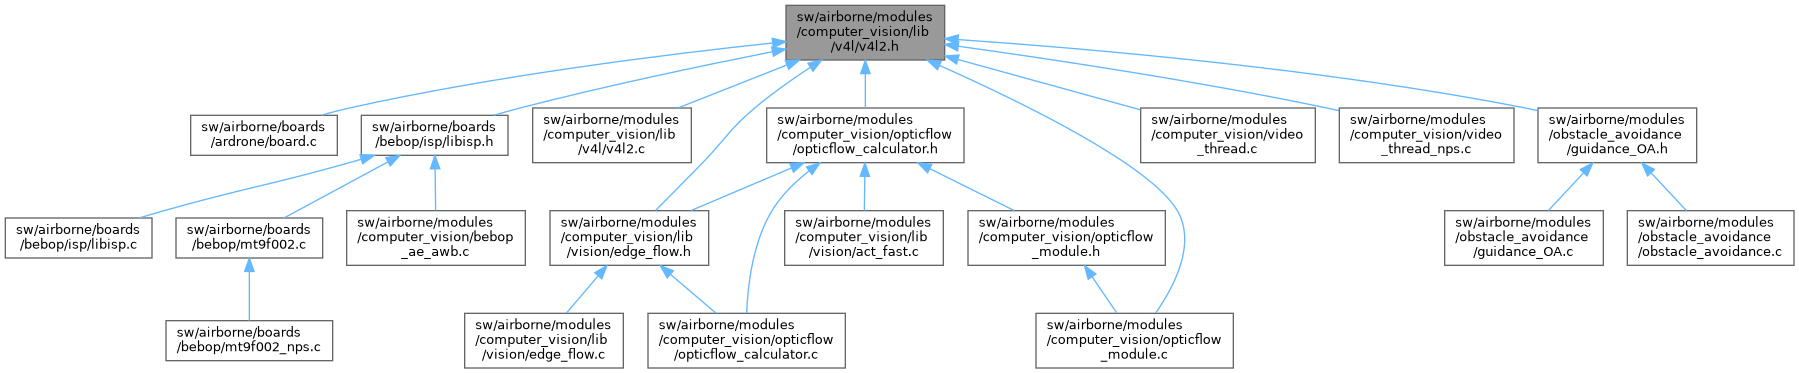 sw/airborne/modules
/computer_vision/lib
/v4l/v4l2.h
sw/airborne/boards
/ardrone/board.c
sw/airborne/boards
/bebop/isp/libisp.h
sw/airborne/modules
/computer_vision/lib
/v4l/v4l2.c
sw/airborne/modules
/computer_vision/opticflow
/opticflow_calculator.h
sw/airborne/modules
/computer_vision/video
_thread.c
sw/airborne/modules
/computer_vision/video
_thread_nps.c
sw/airborne/modules
/obstacle_avoidance
/guidance_OA.h
sw/airborne/boards
/bebop/isp/libisp.c
sw/airborne/boards
/bebop/mt9f002.c
sw/airborne/modules
/computer_vision/bebop
_ae_awb.c
sw/airborne/modules
/computer_vision/lib
/vision/edge_flow.h
sw/airborne/modules
/computer_vision/lib
/vision/act_fast.c
sw/airborne/modules
/computer_vision/opticflow
_module.h
sw/airborne/modules
/obstacle_avoidance
/guidance_OA.c
sw/airborne/modules
/obstacle_avoidance
/obstacle_avoidance.c
sw/airborne/boards
/bebop/mt9f002_nps.c
sw/airborne/modules
/computer_vision/lib
/vision/edge_flow.c
sw/airborne/modules
/computer_vision/opticflow
/opticflow_calculator.c
sw/airborne/modules
/computer_vision/opticflow
_module.c